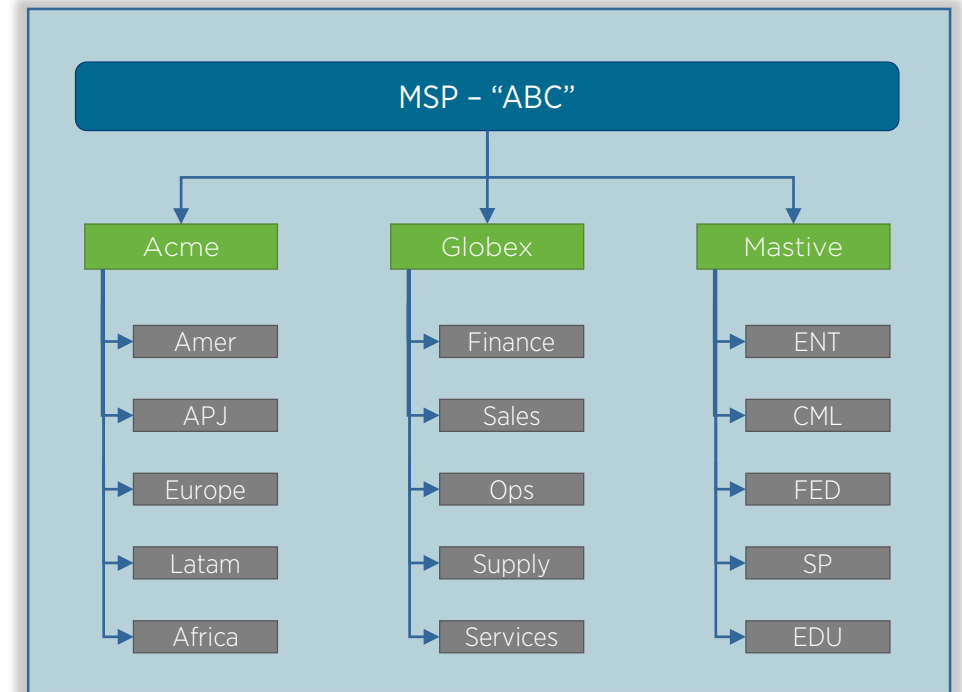 MSP – “ABC”
Acme
Globex
Mastive
Amer
Finance
ENT
APJ
Sales
CML
Europe
Ops
FED
Latam
Supply
SP
Africa
Services
EDU